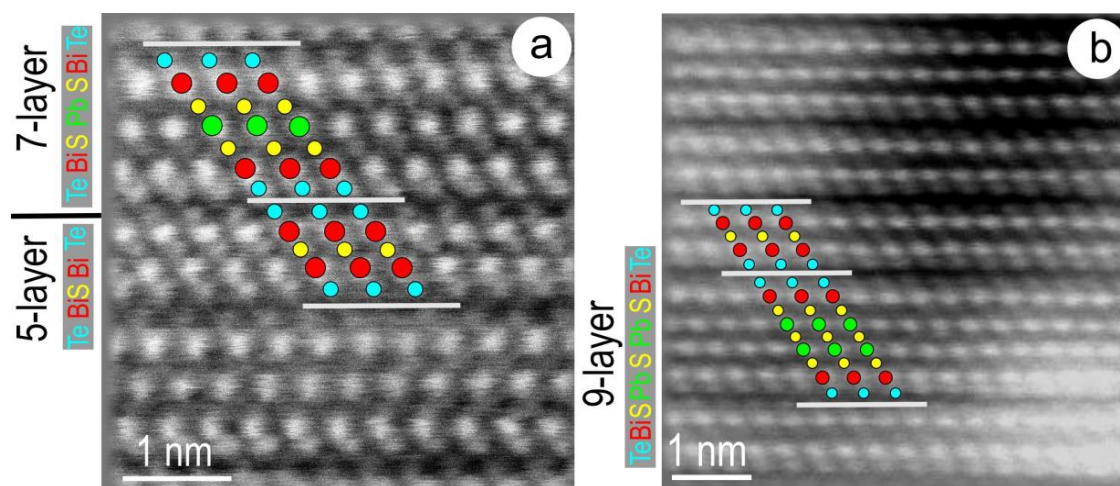 a
7-layer
Te Bi S Pb S Bi Te
5-layer
Te Bi S Bi Te
1 nm
b
9-layer
Te Bi S Pb S Pb S Bi Te
1 nm